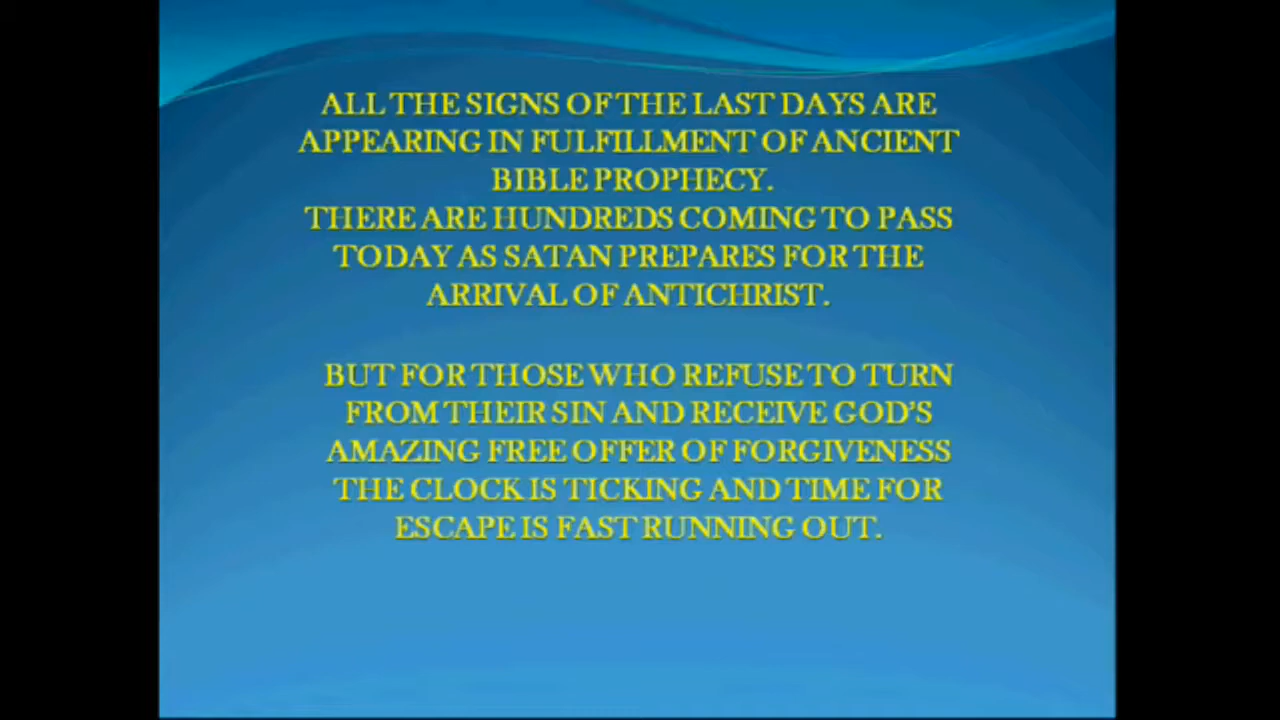 ALL THE SIGNS OF THE LAST DAYS ARE
APPEARING IN FULFILLMENT OF ANCIENT
BIBLE PROPHECY.
THERE ARE HUNDREDS COMING TO PASS
TODAY AS SATAN PREPARES FOR THE
ARRIVAL OF ANTICHRIST.
BUT FOR THOSE WHO REFUSE TO TURN
FROM THEIR SIN AND RECEIVE GOD'S
AMAZING FREE OFFER OF FORGIVENESS
THE CLOCK IS TICKING AND TIME FOR
ESCAPE IS FAST RUNNING OUT.